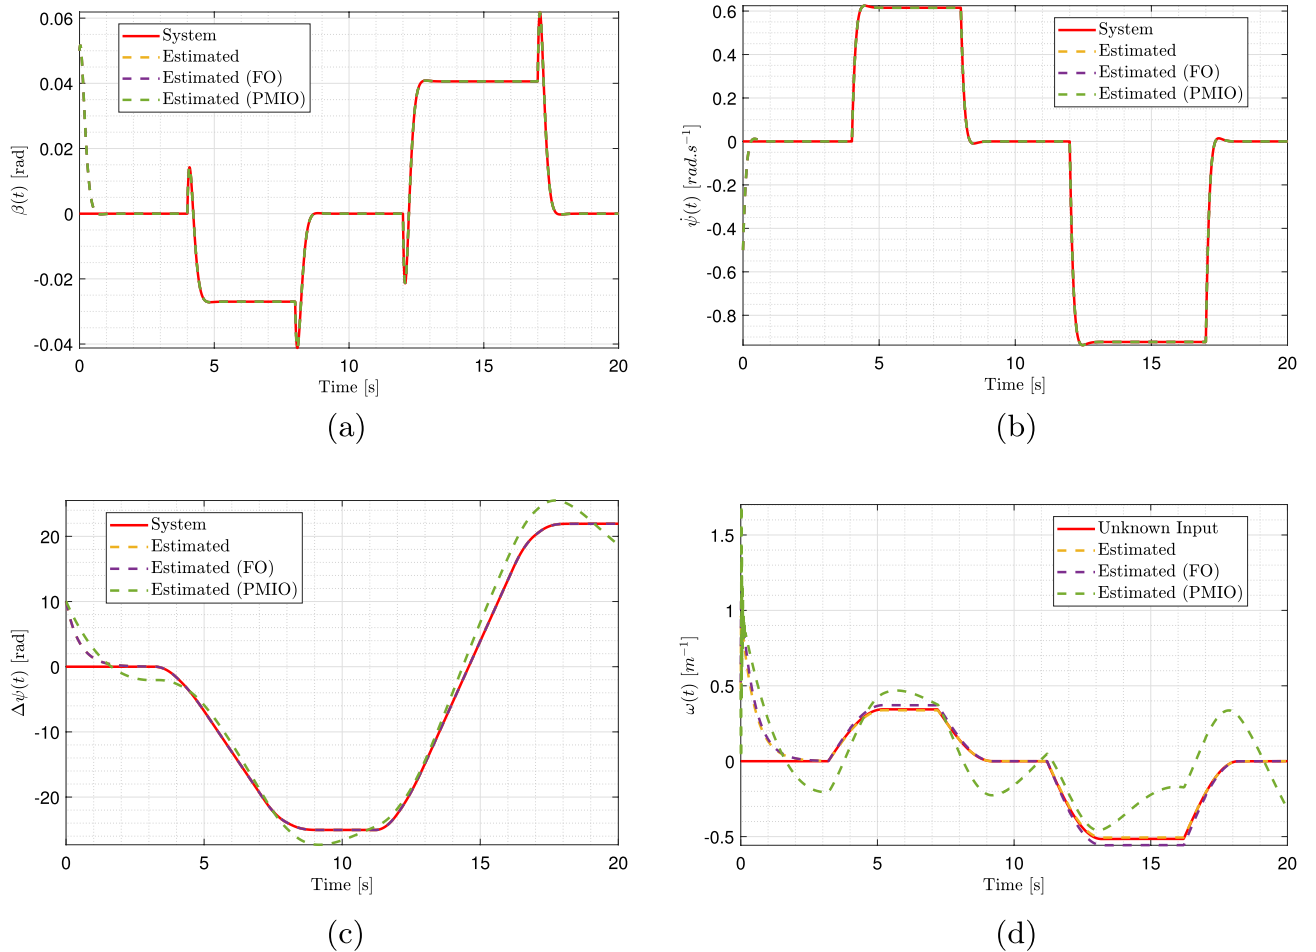 0.06
0.04
0.02
0
-0.02
-0.04
β(t) [rad]
System
Estimated
Estimated (FO)
Estimated (PMIO)
0 5 10 15 20
Time [s]
(a)
0.6
0.4
0.2
0
-0.2
-0.4
-0.6
-0.8
ψ̇(t) [rad.s⁻¹]
System
Estimated
Estimated (FO)
Estimated (PMIO)
0 5 10 15 20
Time [s]
(b)
20
10
0
-10
-20
Δψ(t) [rad]
System
Estimated
Estimated (FO)
Estimated (PMIO)
0 5 10 15 20
Time [s]
(c)
1.5
1
0.5
0
-0.5
ω(t) [m⁻¹]
Unknown Input
Estimated
Estimated (FO)
Estimated (PMIO)
0 5 10 15 20
Time [s]
(d)